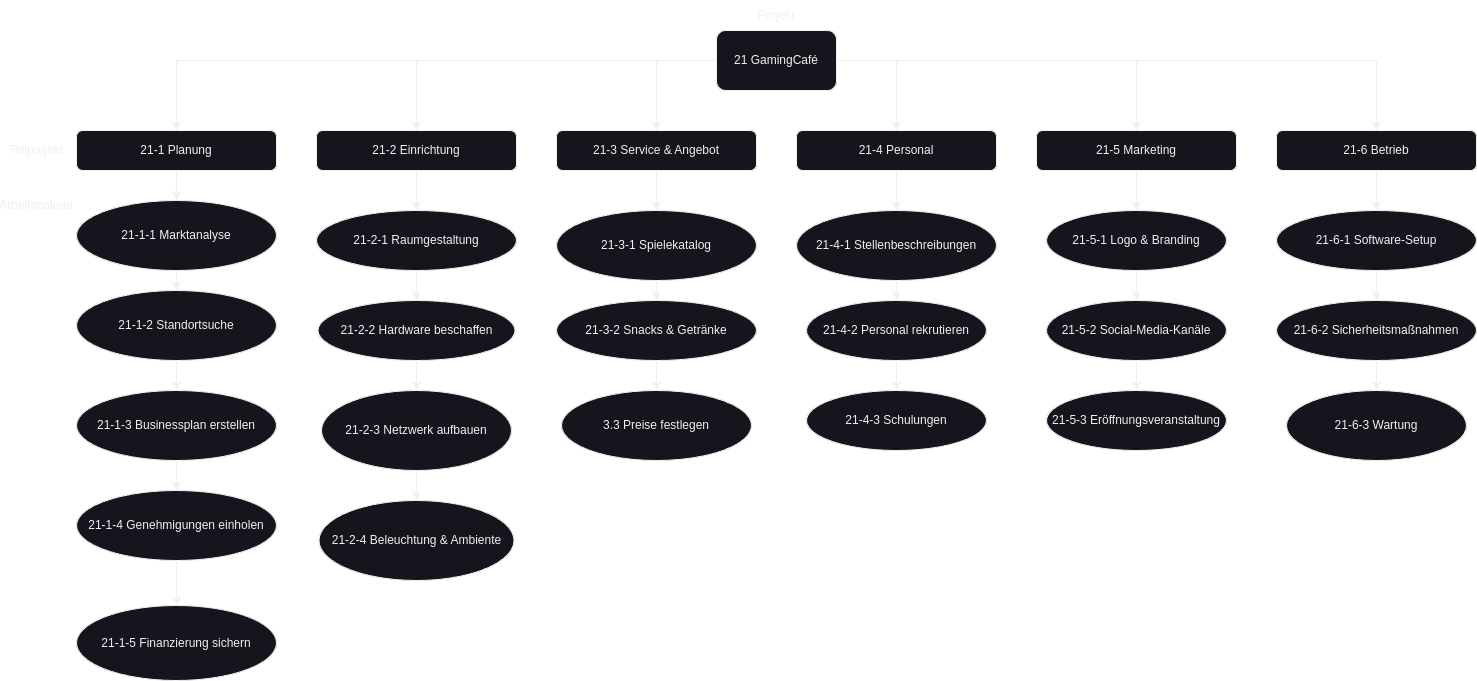 Projekt
21 GamingCafé
Teilprojekt
21-1 Planung
21-2 Einrichtung
21-3 Service & Angebot
21-4 Personal
21-5 Marketing
21-6 Betrieb
Arbeitspakete
21-1-1 Marktanalyse
21-2-1 Raumgestaltung
21-3-1 Spielekatalog
21-4-1 Stellenbeschreibungen
21-5-1 Logo & Branding
21-6-1 Software-Setup
21-1-2 Standortsuche
21-2-2 Hardware beschaffen
21-3-2 Snacks & Getränke
21-4-2 Personal rekrutieren
21-5-2 Social-Media-Kanäle
21-6-2 Sicherheitsmaßnahmen
21-1-3 Businessplan erstellen
21-2-3 Netzwerk aufbauen
3.3 Preise festlegen
21-4-3 Schulungen
21-5-3 Eröffnungsveranstaltung
21-6-3 Wartung
21-1-4 Genehmigungen einholen
21-2-4 Beleuchtung & Ambiente
21-1-5 Finanzierung sichern